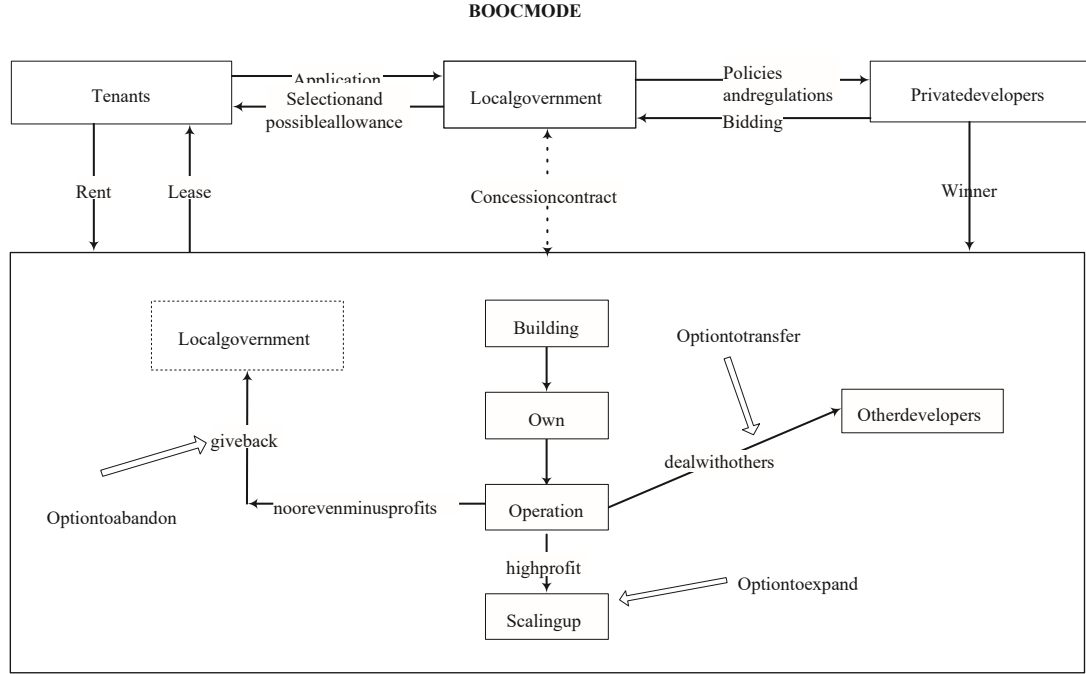 BOOCMODE
Application
Policies
andregulations
Tenants
Selectionand
possibleallowance
Localgovernment
Privatedevelopers
Bidding
Rent
Lease
Concessioncontract
Winner
Localgovernment
Building
Optiontotransfer
Own
Otherdevelopers
giveback
dealwithothers
Optiontoabandon
noorevenminusprofits
Operation
highprofit
Optiontoexpand
Scalingup